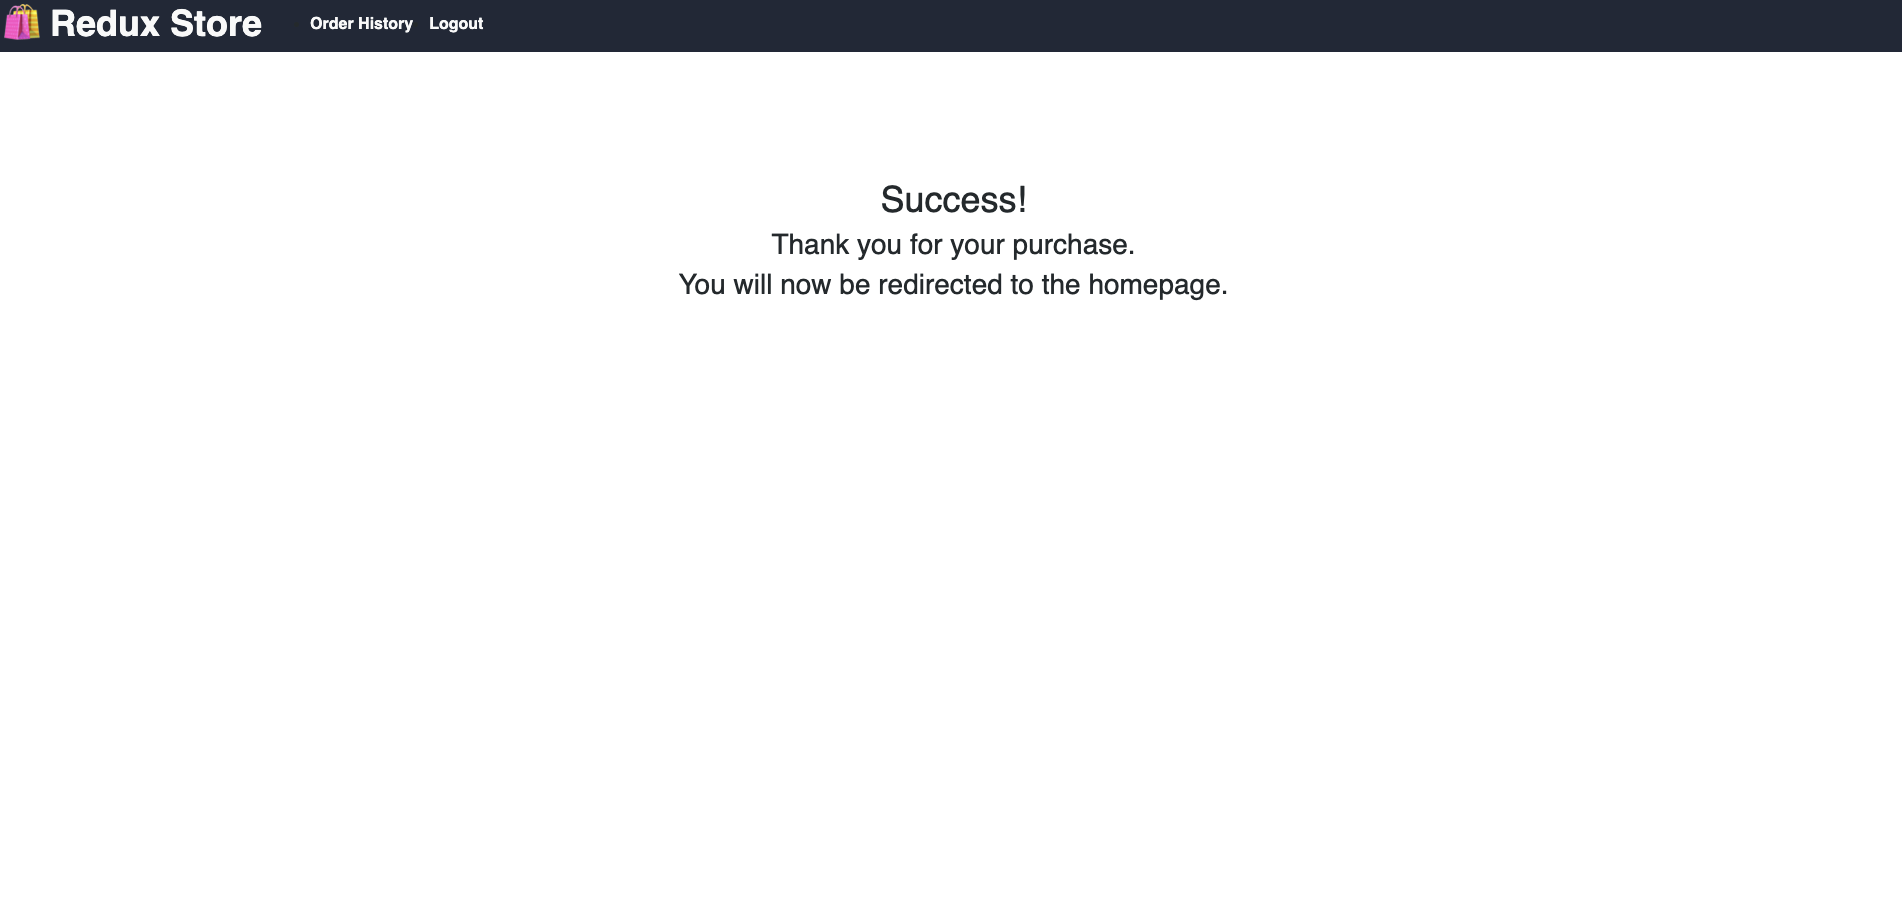 Redux Store
Order History
Logout
Success!
Thank you for your purchase.
You will now be redirected to the homepage.